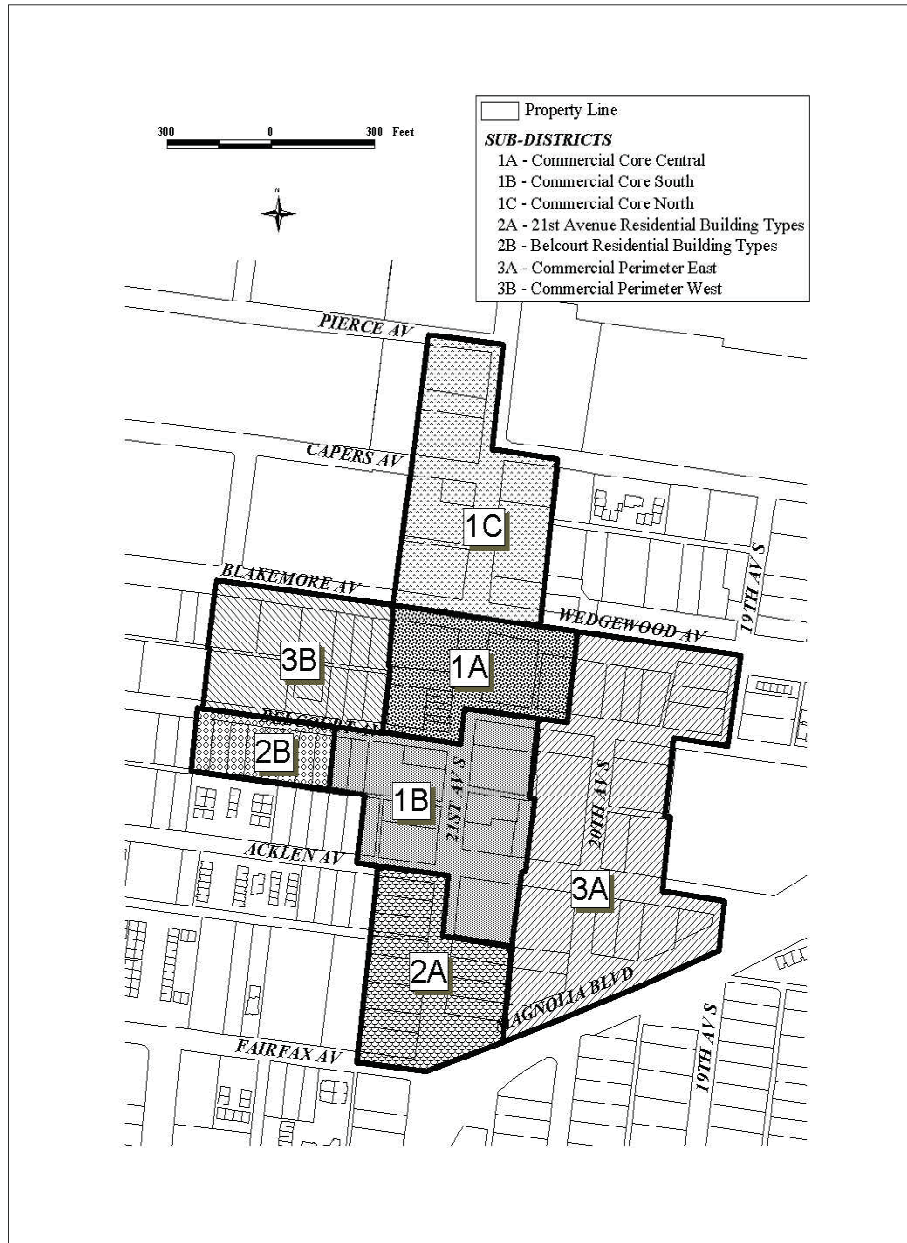 300 0 300 Feet
Property Line
SUB-DISTRICTS
1A - Commercial Core Central
1B - Commercial Core South
1C - Commercial Core North
2A - 21st Avenue Residential Building Types
2B - Belcourt Residential Building Types
3A - Commercial Perimeter East
3B - Commercial Perimeter West
N
PIERCE AV
CAPERS AV
1C
19TH AV S
BLAKEMORE AV
WEDGEWOOD AV
3B
1A
BELCOURT AV
2B
1B
21ST AV S
20TH AV S
ACKLEN AV
3A
2A
AGNOLIA BLVD
19TH AV S
FAIRFAX AV